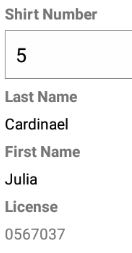 Shirt Number
5
Last Name
Cardinael
First Name
Julia
License
0567037